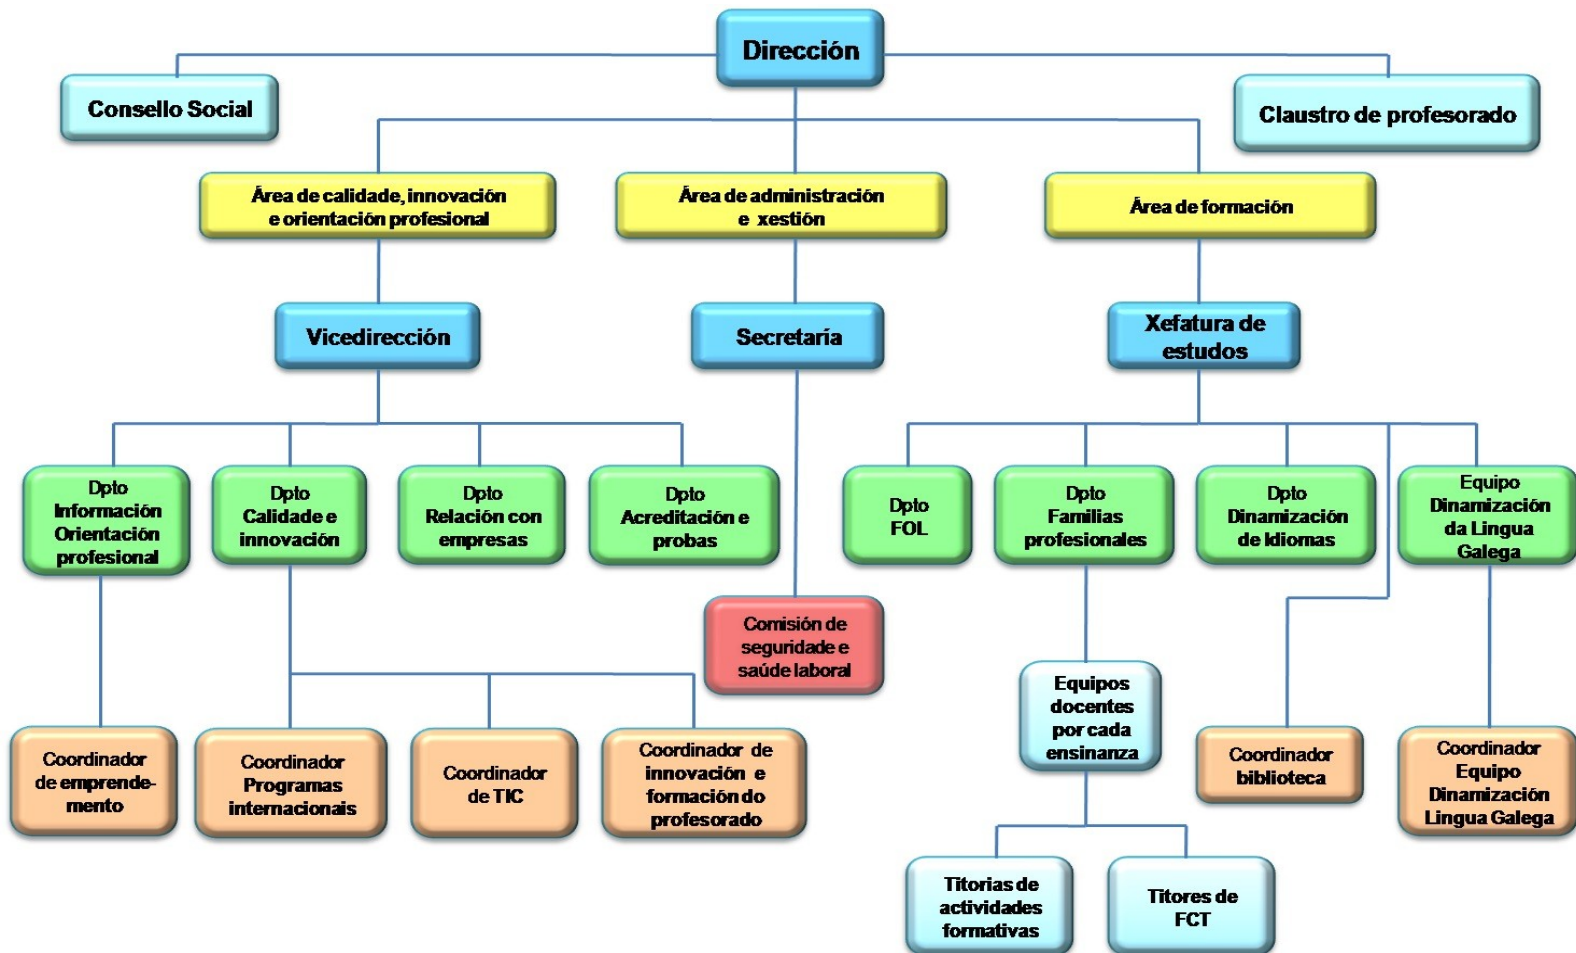 Dirección
Consello Social
Claustro de profesorado
Área de calidade, innovación
e orientación profesional
Área de administración
e xestión
Área de formación
Vicedirección
Secretaría
Xefatura de
estudos
Dpto
Información
Orientación
profesional
Dpto
Calidade e
innovación
Dpto
Relación con
empresas
Dpto
Acreditación e
probas
Dpto
FOL
Dpto
Familias
profesionales
Dpto
Dinamización
de Idiomas
Equipo
Dinamización
da Lingua
Galega
Comisión de
seguridade e
saúde laboral
Equipos
docentes
por cada
ensinanza
Coordinador
de emprende-
mento
Coordinador
Programas
internacionais
Coordinador
de TIC
Coordinador de
innovación e
formación do
profesorado
Coordinador
biblioteca
Coordinador
Equipo
Dinamización
Lingua Galega
Titorias de
actividades
formativas
Titores de
FCT